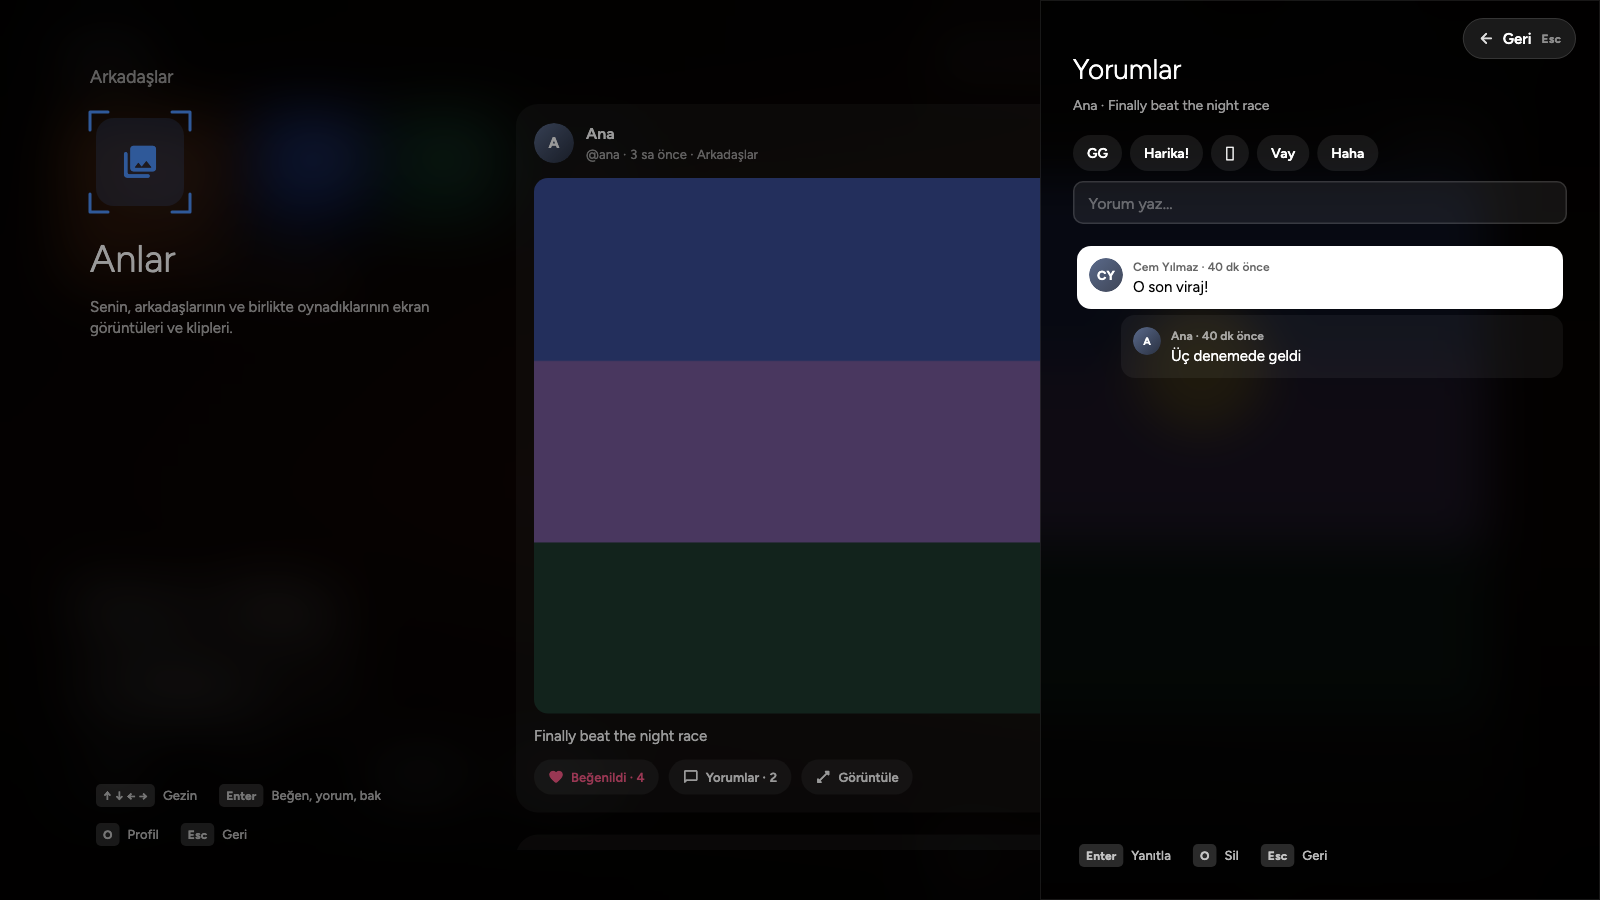 Arkadaşlar
Anlar
Senin, arkadaşlarının ve birlikte oynadıklarının ekran
görüntüleri ve klipleri.
↑ ↓ ← → Gezin Enter Beğen, yorum, bak
O Profil Esc Geri
A Ana
@ana · 3 sa önce · Arkadaşlar
Finally beat the night race
Beğenildi · 4 Yorumlar · 2 Görüntüle
← Geri Esc
Yorumlar
Ana · Finally beat the night race
GG Harika! Vay Haha
Yorum yaz...
CY Cem Yılmaz · 40 dk önce
O son viraj!
A Ana · 40 dk önce
Üç denemede geldi
Enter Yanıtla O Sil Esc Geri